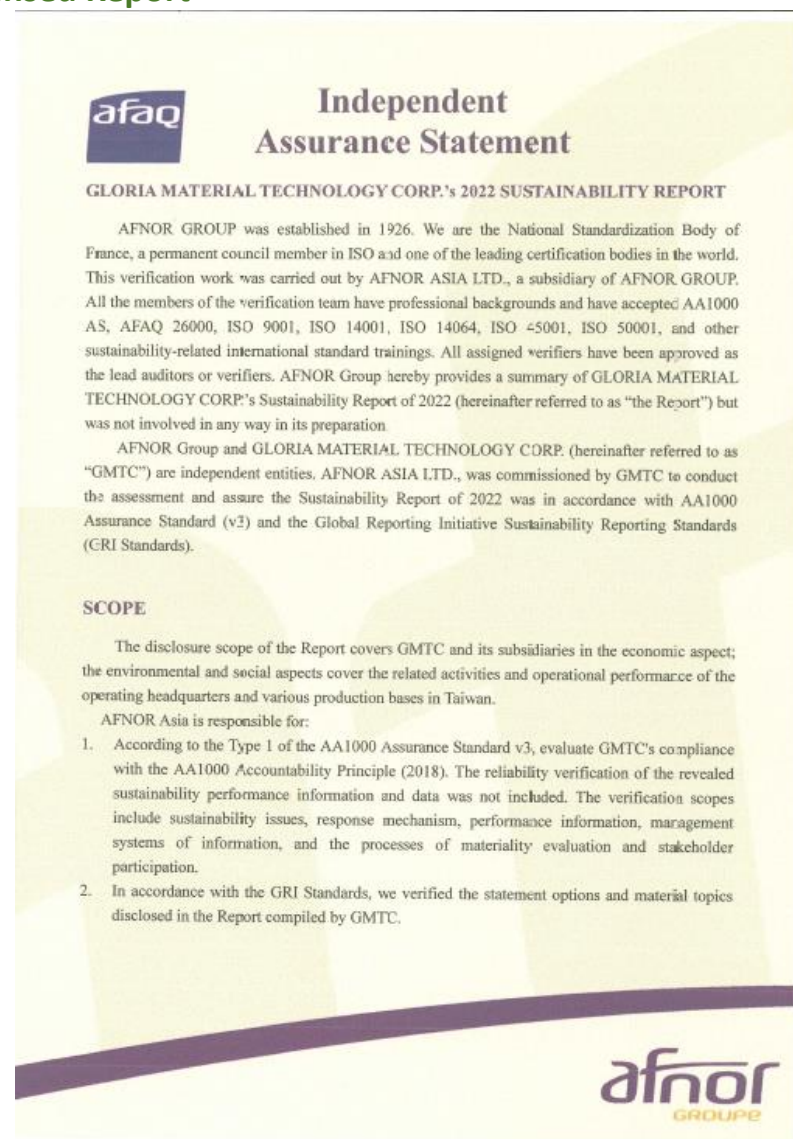 Report
afaq
Independent
Assurance Statement
GLORIA MATERIAL TECHNOLOGY CORP.'s 2022 SUSTAINABILITY REPORT
AFNOR GROUP was established in 1926. We are the National Standardization Body of
France, a permanent council member in ISO and one of the leading certification bodies in the world.
This verification work was carried out by AFNOR ASIA LTD., a subsidiary of AFNOR GROUP.
All the members of the verification team have professional backgrounds and have accepted AA1000
AS, AFAQ 26000, ISO 9001, ISO 14001, ISO 14064, ISO 45001, ISO 50001, and other
sustainability-related international standard trainings. All assigned verifiers have been approved as
the lead auditors or verifiers. AFNOR Group hereby provides a summary of GLORIA MATERIAL
TECHNOLOGY CORP.'s Sustainability Report of 2022 (hereinafter referred to as "the Report") but
was not involved in any way in its preparation
AFNOR Group and GLORIA MATERIAL TECHNOLOGY CORP. (hereinafter referred to as
"GMTC") are independent entities. AFNOR ASIA LTD., was commissioned by GMTC to conduct
the assessment and assure the Sustainability Report of 2022 was in accordance with AA1000
Assurance Standard (v3) and the Global Reporting Initiative Sustainability Reporting Standards
(GRI Standards).
SCOPE
The disclosure scope of the Report covers GMTC and its subsidiaries in the economic aspect;
the environmental and social aspects cover the related activities and operational performance of the
operating headquarters and various production bases in Taiwan.
AFNOR Asia is responsible for:
1. According to the Type 1 of the AA1000 Assurance Standard v3, evaluate GMTC's compliance
with the AA1000 Accountability Principle (2018). The reliability verification of the revealed
sustainability performance information and data was not included. The verification scopes
include sustainability issues, response mechanism, performance information, management
systems of information, and the processes of materiality evaluation and stakeholder
participation.
2. In accordance with the GRI Standards, we verified the statement options and material topics
disclosed in the Report compiled by GMTC.
afnor
GROUPE